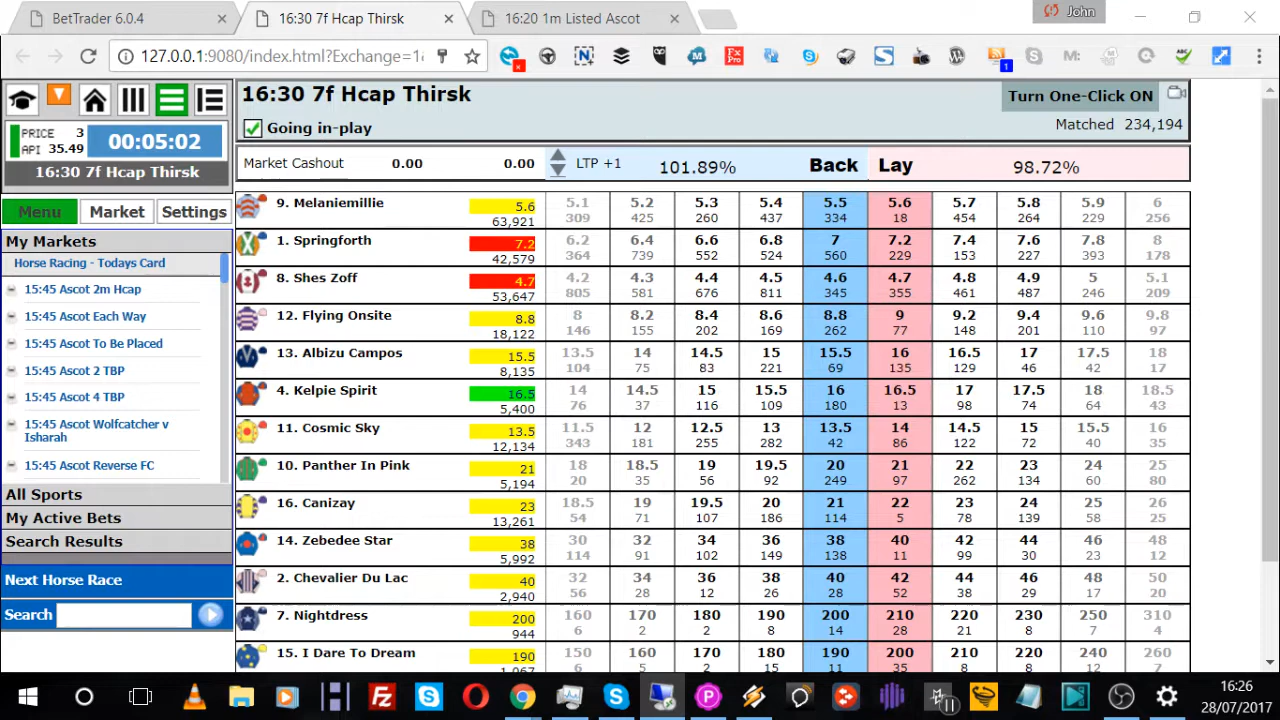 BetTrader 6.0.4 × 16:30 7f Hcap Thirsk × 16:20 1m Listed Ascot × John
127.0.0.1:9080/index.html?Exchange=1&
PRICE 3 00:05:02
API 35.49
16:30 7f Hcap Thirsk
Menu Market Settings
My Markets
Horse Racing - Todays Card
15:45 Ascot 2m Hcap
15:45 Ascot Each Way
15:45 Ascot To Be Placed
15:45 Ascot 2 TBP
15:45 Ascot 4 TBP
15:45 Ascot Wolfcatcher v
Isharah
15:45 Ascot Reverse FC
All Sports
My Active Bets
Search Results
Next Horse Race
Search
16:30 7f Hcap Thirsk Turn One-Click ON
Going in-play Matched 234,194
Market Cashout 0.00 0.00 LTP +1 101.89% Back Lay 98.72%
9. Melaniemillie 5.6 5.1 5.2 5.3 5.4 5.5 5.6 5.7 5.8 5.9 6
63,921 309 425 260 437 334 18 454 264 229 256
1. Springforth 7.2 6.2 6.4 6.6 6.8 7 7.2 7.4 7.6 7.8 8
42,579 364 739 552 524 560 229 153 227 393 178
8. Shes Zoff 4.7 4.2 4.3 4.4 4.5 4.6 4.7 4.8 4.9 5 5.1
53,647 805 581 676 811 345 355 461 487 246 209
12. Flying Onsite 8.8 8 8.2 8.4 8.6 8.8 9 9.2 9.4 9.6 9.8
18,122 146 155 202 169 262 77 148 201 110 97
13. Albizu Campos 15.5 13.5 14 14.5 15 15.5 16 16.5 17 17.5 18
8,135 104 75 83 221 69 135 129 46 42 17
4. Kelpie Spirit 16.5 14 14.5 15 15.5 16 16.5 17 17.5 18 18.5
5,400 76 37 116 109 180 13 98 74 64 43
11. Cosmic Sky 13.5 11.5 12 12.5 13 13.5 14 14.5 15 15.5 16
12,134 343 181 255 282 42 86 122 72 40 35
10. Panther In Pink 21 18 18.5 19 19.5 20 21 22 23 24 25
5,194 20 35 56 92 249 97 262 134 60 80
16. Canizay 23 18.5 19 19.5 20 21 22 23 24 25 26
13,261 54 71 107 186 114 5 78 139 58 25
14. Zebedee Star 38 30 32 34 36 38 40 42 44 46 48
5,992 114 91 102 149 138 11 99 30 23 12
2. Chevalier Du Lac 40 32 34 36 38 40 42 44 46 48 50
2,940 56 28 12 26 28 52 38 29 17 20
7. Nightdress 200 160 170 180 190 200 210 220 230 250 310
944 6 2 2 8 14 28 21 8 7 4
15. I Dare To Dream 190 150 160 170 180 190 200 210 220 240 260
1,067 6 5 2 15 11 35 8 8 12 7
16:26
28/07/2017